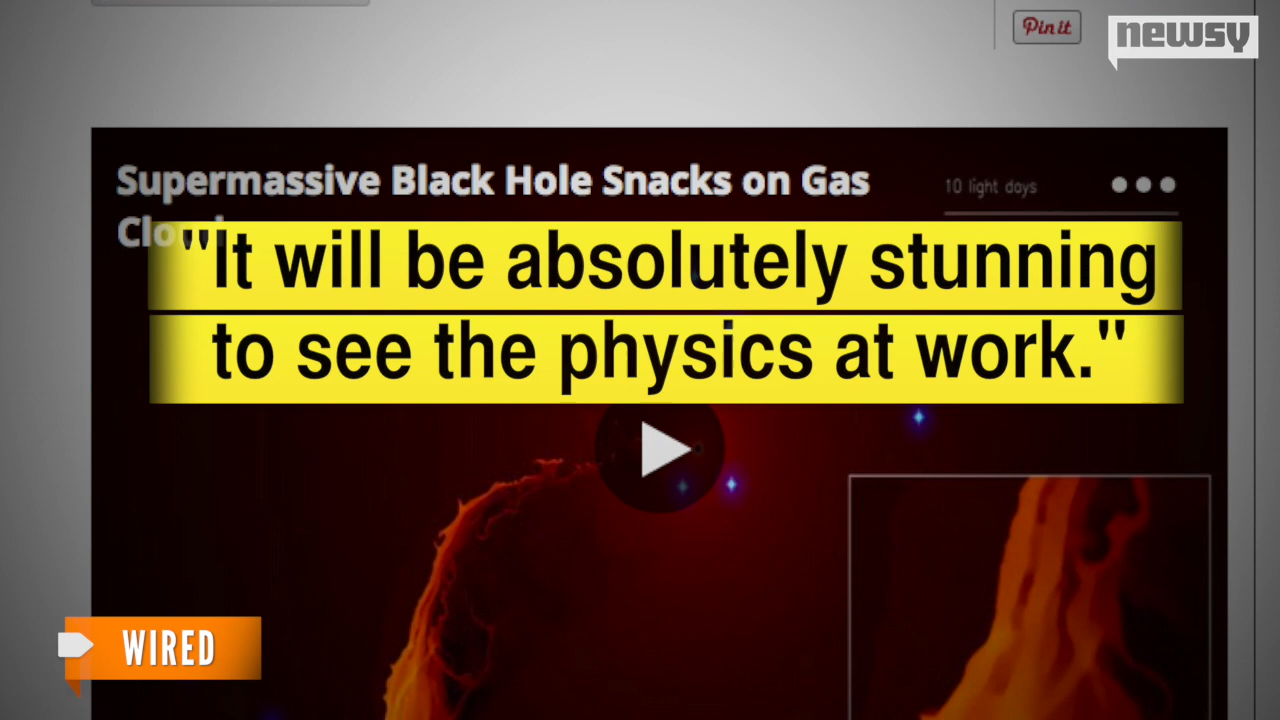 Pin it
newsy
Supermassive Black Hole Snacks on Gas
10 light days
"It will be absolutely stunning
to see the physics at work."
WIRED